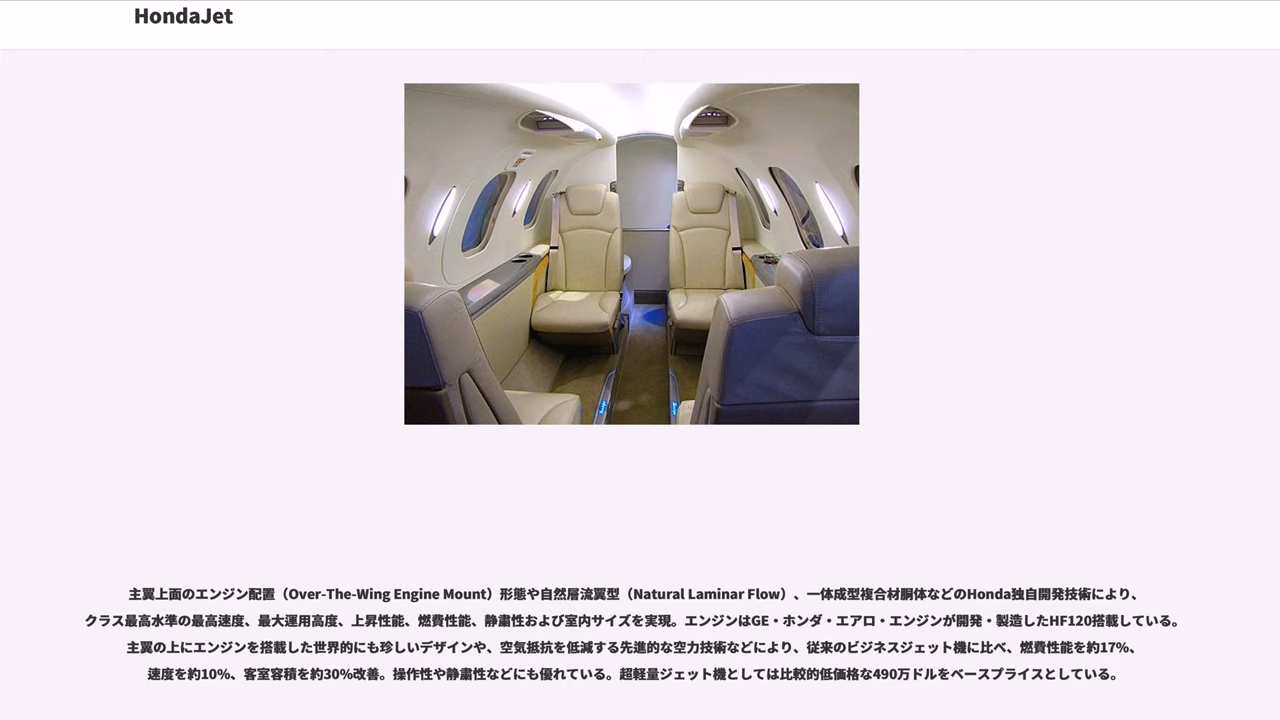 HondaJet
主翼上面のエンジン配置（Over-The-Wing Engine Mount）形態や自然層流翼型（Natural Laminar Flow）、一体成型複合材胴体などのHonda独自開発技術により、
クラス最高水準の最高速度、最大運用高度、上昇性能、燃費性能、静粛性および室内サイズを実現。エンジンはGE・ホンダ・エアロ・エンジンが開発・製造したHF120搭載している。
主翼の上にエンジンを搭載した世界的にも珍しいデザインや、空気抵抗を低減する先進的な空力技術などにより、従来のビジネスジェット機に比べ、燃費性能を約17%、
速度を約10%、客室容積を約30%改善。操作性や静粛性などにも優れている。超軽量ジェット機としては比較的低価格な490万ドルをベースプライスとしている。